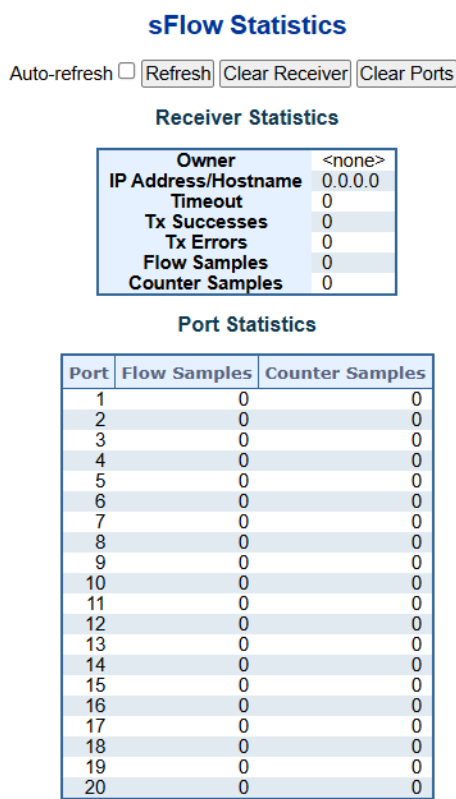 sFlow Statistics
Auto-refresh Refresh Clear Receiver Clear Ports
Receiver Statistics
Owner <none>
IP Address/Hostname 0.0.0.0
Timeout 0
Tx Successes 0
Tx Errors 0
Flow Samples 0
Counter Samples 0
Port Statistics
Port Flow Samples Counter Samples
1 0 0
2 0 0
3 0 0
4 0 0
5 0 0
6 0 0
7 0 0
8 0 0
9 0 0
10 0 0
11 0 0
12 0 0
13 0 0
14 0 0
15 0 0
16 0 0
17 0 0
18 0 0
19 0 0
20 0 0